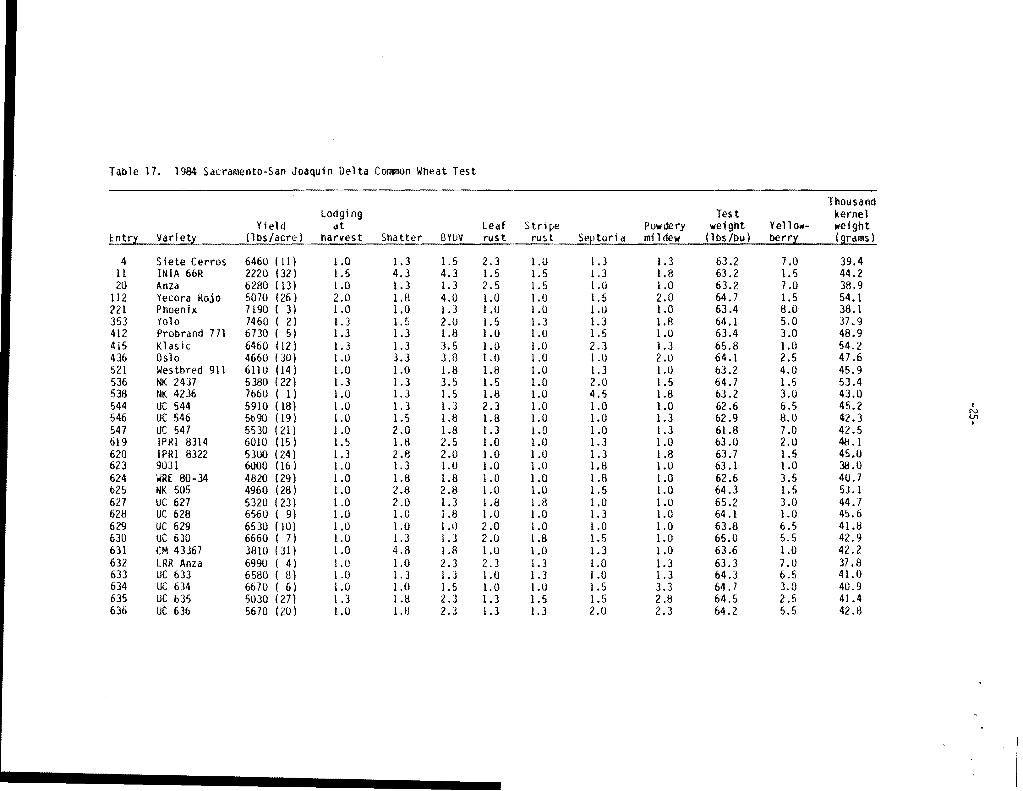 Table 17. 1984 Sacramento-San Joaquin Delta Common Wheat Test
Thousand
Lodging Test kernel
Yield at Leaf Stripe Powdery weight Yellow- weight
Entry Variety (lbs/acre) harvest Shatter BYDV rust rust Septoria mildew (lbs/bu) berry (grams)
4 Siete Cerros 6460 (11) 1.0 1.3 1.5 2.3 1.0 1.3 1.3 63.2 7.0 39.4
11 INIA 66R 2220 (32) 1.5 4.3 4.3 1.5 1.5 1.3 1.8 63.2 1.5 44.2
20 Anza 6280 (13) 1.0 1.3 1.3 2.5 1.5 1.0 1.0 63.2 7.0 38.9
112 Yecora Rojo 5070 (26) 2.0 1.8 4.0 1.0 1.0 1.5 2.0 64.7 1.5 54.1
221 Phoenix 7190 ( 3) 1.0 1.0 1.3 1.0 1.0 1.3 1.0 63.4 8.0 38.1
353 Yolo 7460 ( 2) 1.3 1.5 2.0 1.5 1.3 1.3 1.8 64.1 5.0 37.9
412 Probrand 771 6730 ( 5) 1.3 1.3 1.8 1.0 1.0 1.5 1.0 63.4 3.0 48.9
415 Klasic 6460 (12) 1.3 1.3 3.5 1.0 1.0 2.3 1.3 65.8 1.0 54.2
436 Oslo 4660 (30) 1.0 3.3 3.8 1.0 1.0 1.0 2.0 64.1 2.5 47.6
521 Westbred 911 6110 (14) 1.0 1.0 1.8 1.8 1.0 1.3 1.0 63.2 4.0 45.9
536 NK 2437 5380 (22) 1.3 1.3 3.5 1.5 1.0 2.0 1.5 64.7 1.5 53.4
538 NK 4236 7660 ( 1) 1.0 1.3 1.5 1.8 1.0 4.5 1.8 63.2 3.0 43.0
544 UC 544 5910 (18) 1.0 1.3 1.3 2.3 1.0 1.0 1.0 62.6 6.5 45.2
546 UC 546 5690 (19) 1.0 1.5 1.8 1.8 1.0 1.0 1.3 62.9 8.0 42.3
547 UC 547 5530 (21) 1.0 2.0 1.8 1.3 1.0 1.0 1.3 61.8 7.0 42.5
619 IPRI 8314 6010 (15) 1.5 1.8 2.5 1.0 1.0 1.3 1.0 63.0 2.0 48.1
620 IPRI 8322 5300 (24) 1.3 2.8 2.0 1.0 1.0 1.3 1.8 63.7 1.5 45.0
623 9031 6000 (16) 1.0 1.3 1.0 1.0 1.0 1.8 1.0 63.1 1.0 38.0
624 WRE 80-34 4820 (29) 1.0 1.8 1.8 1.0 1.0 1.8 1.0 62.6 3.5 40.7
625 NK 505 4960 (28) 1.0 2.8 2.8 1.0 1.0 1.5 1.0 64.3 1.5 53.1
627 UC 627 5320 (23) 1.0 2.0 1.3 1.8 1.8 1.0 1.0 65.2 3.0 44.7
628 UC 628 6560 ( 9) 1.0 1.0 1.8 1.0 1.0 1.3 1.0 64.1 1.0 45.6
629 UC 629 6530 (10) 1.0 1.0 1.0 2.0 1.0 1.0 1.0 63.8 6.5 41.8
630 UC 630 6660 ( 7) 1.0 1.3 1.3 2.0 1.8 1.5 1.0 65.0 5.5 42.9
631 CM 43367 3810 (31) 1.0 4.8 1.8 1.0 1.0 1.3 1.0 63.6 1.0 42.2
632 LRR Anza 6990 ( 4) 1.0 1.0 2.3 2.3 1.3 1.0 1.3 63.3 7.0 37.8
633 UC 633 6580 ( 8) 1.0 1.3 1.3 1.0 1.3 1.0 1.3 64.3 6.5 41.0
634 UC 634 6670 ( 6) 1.0 1.0 1.5 1.0 1.0 1.5 3.3 64.7 3.0 40.9
635 UC 635 5030 (27) 1.3 1.8 2.3 1.3 1.5 1.5 2.8 64.5 2.5 41.4
636 UC 636 5670 (20) 1.0 1.8 2.3 1.3 1.3 2.0 2.3 64.2 5.5 42.8
-25-